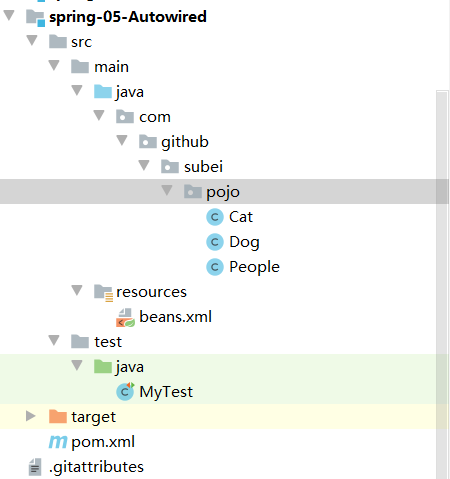 spring-05-Autowired
src
main
java
com
github
subei
pojo
Cat
Dog
People
resources
beans.xml
test
java
MyTest
target
pom.xml
.gitattributes